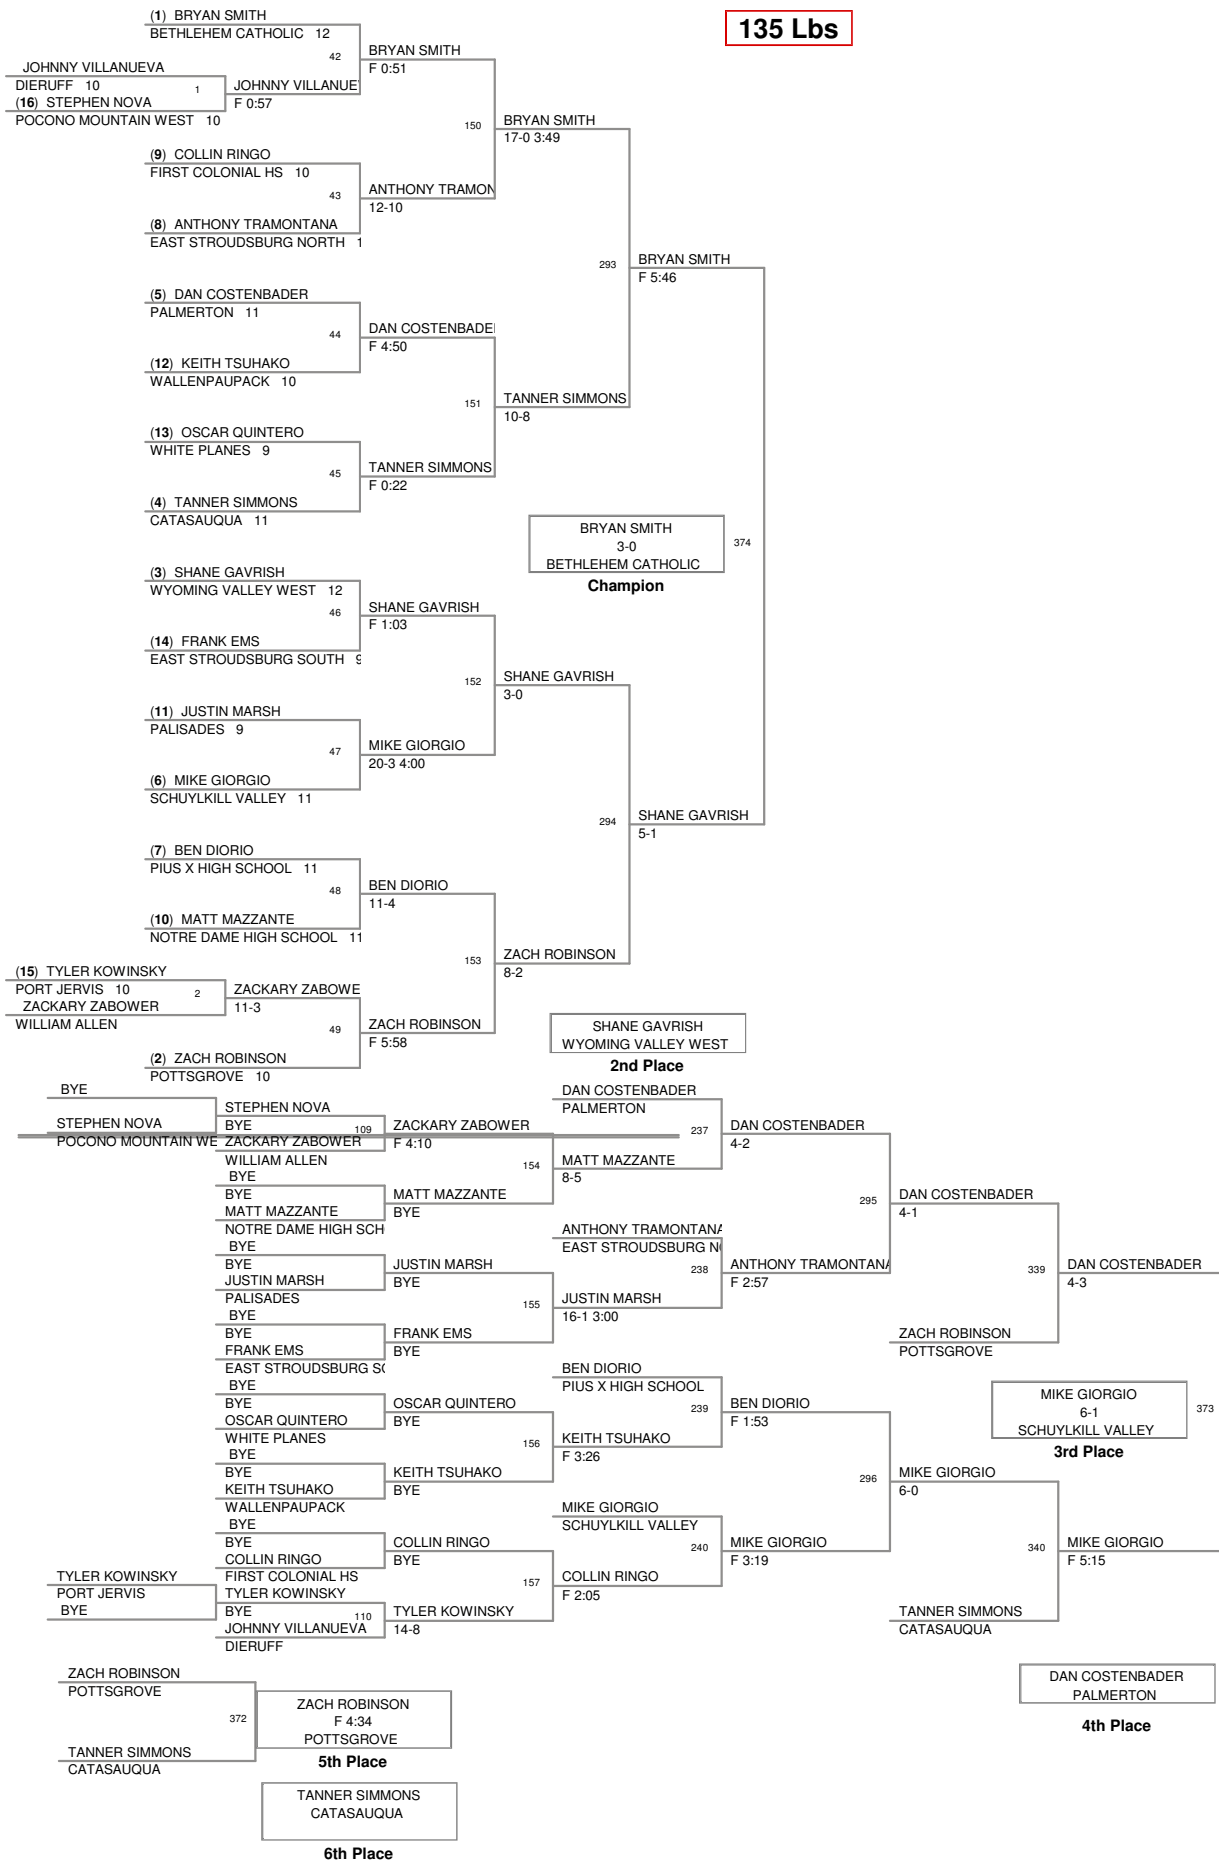 135 Lbs
(1) BRYAN SMITH
BETHLEHEM CATHOLIC 12
42
BRYAN SMITH
F 0:51
JOHNNY VILLANUEVA
DIERUFF 10
1
(16) STEPHEN NOVA
POCONO MOUNTAIN WEST 10
JOHNNY VILLANUE
F 0:57
150
BRYAN SMITH
17-0 3:49
(9) COLLIN RINGO
FIRST COLONIAL HS 10
43
ANTHONY TRAMON
12-10
(8) ANTHONY TRAMONTANA
EAST STROUDSBURG NORTH 1
293
BRYAN SMITH
F 5:46
(5) DAN COSTENBADER
PALMERTON 11
44
DAN COSTENBADE
F 4:50
(12) KEITH TSUHAKO
WALLENPAUPACK 10
151
TANNER SIMMONS
10-8
(13) OSCAR QUINTERO
WHITE PLANES 9
45
TANNER SIMMONS
F 0:22
(4) TANNER SIMMONS
CATASAUQUA 11
BRYAN SMITH
3-0
BETHLEHEM CATHOLIC
374
Champion
(3) SHANE GAVRISH
WYOMING VALLEY WEST 12
46
SHANE GAVRISH
F 1:03
(14) FRANK EMS
EAST STROUDSBURG SOUTH 9
152
SHANE GAVRISH
3-0
(11) JUSTIN MARSH
PALISADES 9
47
MIKE GIORGIO
20-3 4:00
(6) MIKE GIORGIO
SCHUYLKILL VALLEY 11
294
SHANE GAVRISH
5-1
(7) BEN DIORIO
PIUS X HIGH SCHOOL 11
48
BEN DIORIO
11-4
(10) MATT MAZZANTE
NOTRE DAME HIGH SCHOOL 11
153
ZACH ROBINSON
8-2
(15) TYLER KOWINSKY
PORT JERVIS 10
2
ZACKARY ZABOWER
WILLIAM ALLEN
ZACKARY ZABOWE
11-3
49
ZACH ROBINSON
F 5:58
(2) ZACH ROBINSON
POTTSGROVE 10
SHANE GAVRISH
WYOMING VALLEY WEST
2nd Place
BYE
STEPHEN NOVA
POCONO MOUNTAIN WE
STEPHEN NOVA
BYE
109
ZACKARY ZABOWER
WILLIAM ALLEN
ZACKARY ZABOWER
F 4:10
154
MATT MAZZANTE
8-5
BYE
BYE
MATT MAZZANTE
NOTRE DAME HIGH SCH
MATT MAZZANTE
BYE
DAN COSTENBADER
PALMERTON
237
DAN COSTENBADER
4-2
295
DAN COSTENBADER
4-1
BYE
BYE
JUSTIN MARSH
PALISADES
JUSTIN MARSH
BYE
155
JUSTIN MARSH
16-1 3:00
BYE
BYE
FRANK EMS
EAST STROUDSBURG SO
FRANK EMS
BYE
ANTHONY TRAMONTANA
EAST STROUDSBURG NO
238
ANTHONY TRAMONTANA
F 2:57
339
DAN COSTENBADER
4-3
ZACH ROBINSON
POTTSGROVE
BYE
BYE
OSCAR QUINTERO
WHITE PLANES
OSCAR QUINTERO
BYE
156
KEITH TSUHAKO
F 3:26
BYE
BYE
KEITH TSUHAKO
WALLENPAUPACK
KEITH TSUHAKO
BYE
BEN DIORIO
PIUS X HIGH SCHOOL
239
BEN DIORIO
F 1:53
MIKE GIORGIO
6-1
SCHUYLKILL VALLEY
373
3rd Place
296
MIKE GIORGIO
6-0
BYE
BYE
COLLIN RINGO
FIRST COLONIAL HS
COLLIN RINGO
BYE
157
COLLIN RINGO
F 2:05
MIKE GIORGIO
SCHUYLKILL VALLEY
240
MIKE GIORGIO
F 3:19
340
MIKE GIORGIO
F 5:15
TYLER KOWINSKY
PORT JERVIS
BYE
TYLER KOWINSKY
BYE
110
JOHNNY VILLANUEVA
DIERUFF
TYLER KOWINSKY
14-8
TANNER SIMMONS
CATASAUQUA
ZACH ROBINSON
POTTSGROVE
372
TANNER SIMMONS
CATASAUQUA
ZACH ROBINSON
F 4:34
POTTSGROVE
5th Place
DAN COSTENBADER
PALMERTON
4th Place
TANNER SIMMONS
CATASAUQUA
6th Place